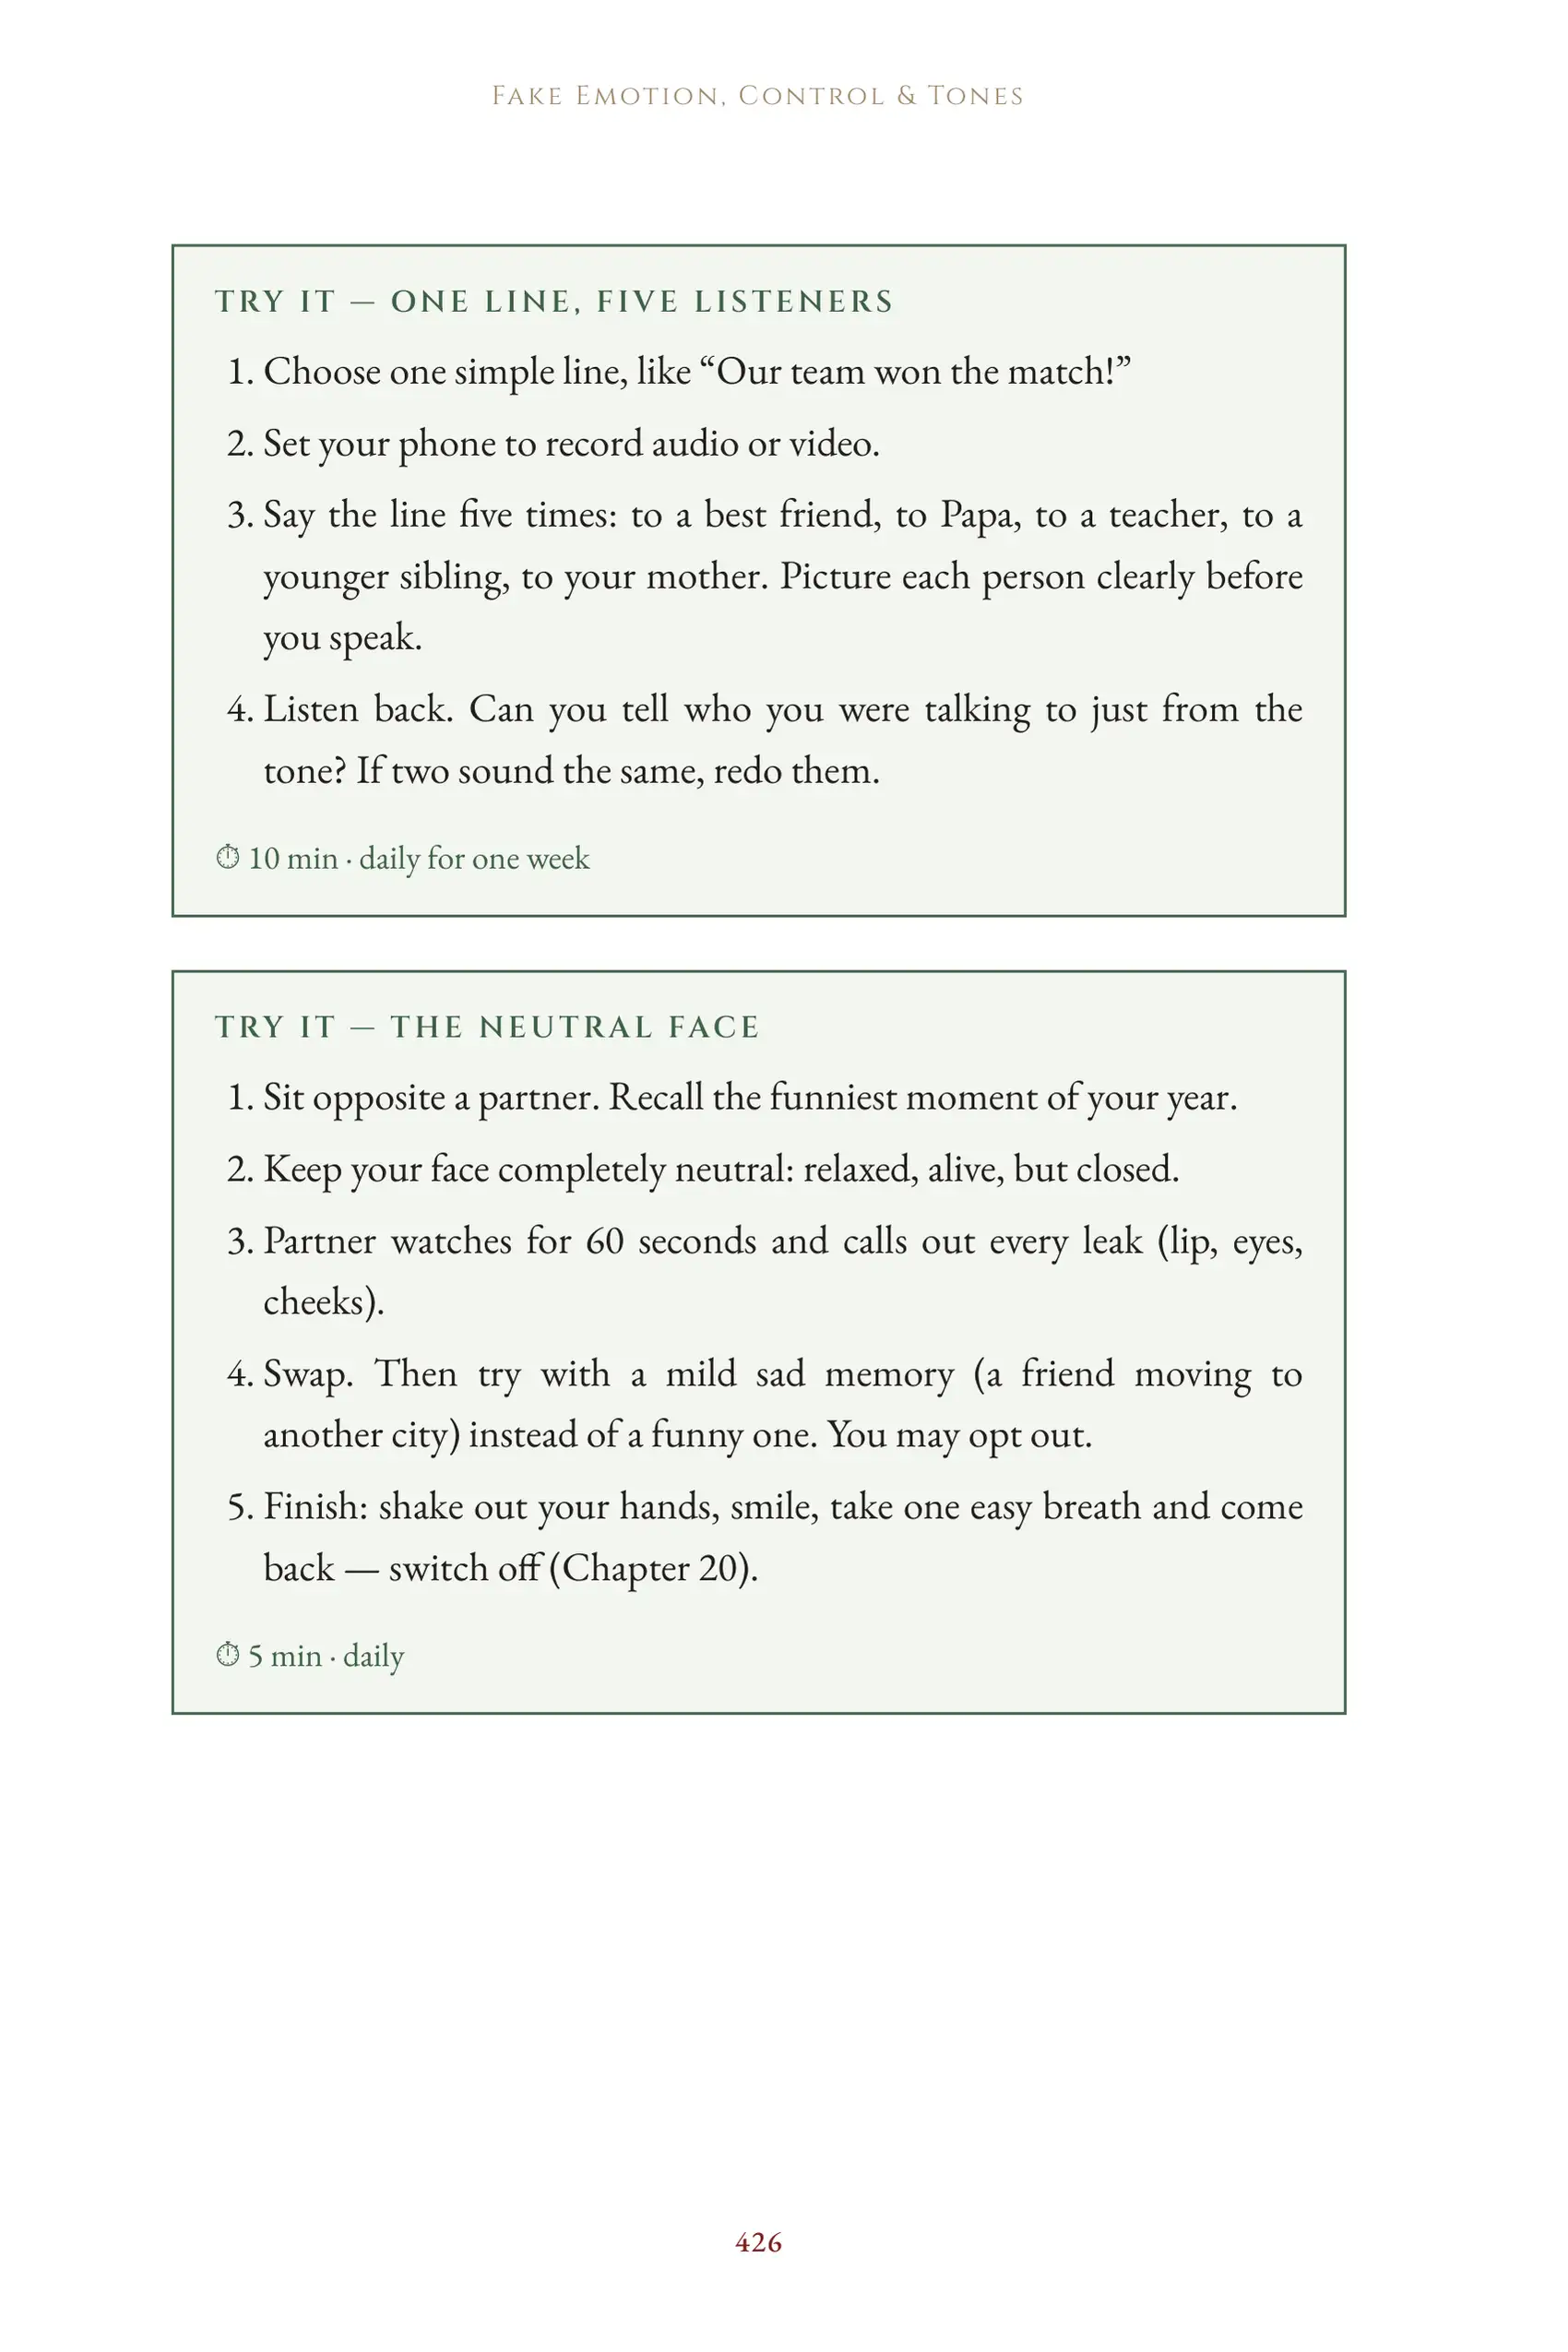 Fake Emotion, Control & Tones
TRY IT — ONE LINE, FIVE LISTENERS
1. Choose one simple line, like “Our team won the match!”
2. Set your phone to record audio or video.
3. Say the line five times: to a best friend, to Papa, to a teacher, to a
younger sibling, to your mother. Picture each person clearly before
you speak.
4. Listen back. Can you tell who you were talking to just from the
tone? If two sound the same, redo them.
⏱ 10 min · daily for one week
TRY IT — THE NEUTRAL FACE
1. Sit opposite a partner. Recall the funniest moment of your year.
2. Keep your face completely neutral: relaxed, alive, but closed.
3. Partner watches for 60 seconds and calls out every leak (lip, eyes,
cheeks).
4. Swap. Then try with a mild sad memory (a friend moving to
another city) instead of a funny one. You may opt out.
5. Finish: shake out your hands, smile, take one easy breath and come
back — switch off (Chapter 20).
⏱ 5 min · daily
426